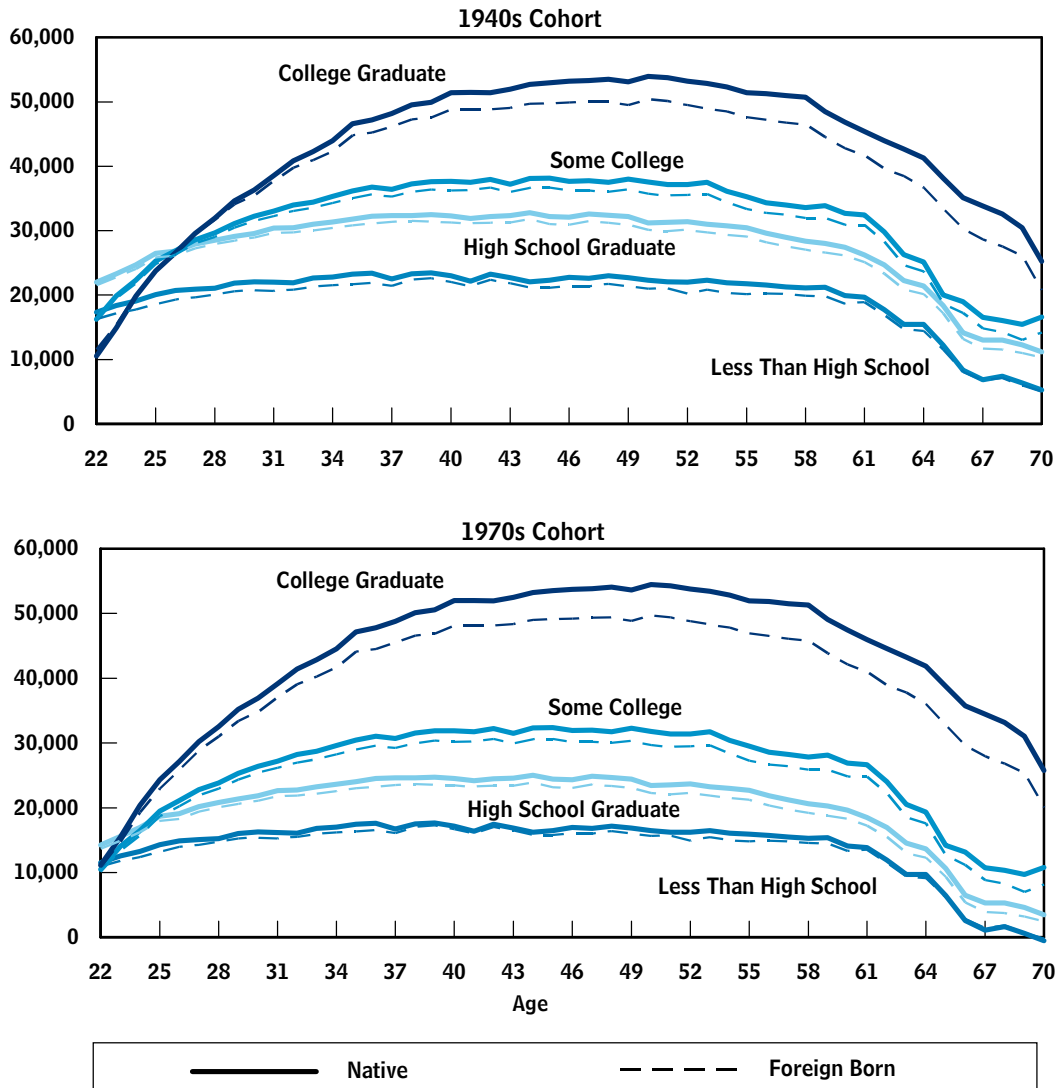 1940s Cohort
60,000
50,000
40,000
30,000
20,000
10,000
0
College Graduate
Some College
High School Graduate
Less Than High School
22 25 28 31 34 37 40 43 46 49 52 55 58 61 64 67 70
1970s Cohort
60,000
50,000
40,000
30,000
20,000
10,000
0
College Graduate
Some College
High School Graduate
Less Than High School
22 25 28 31 34 37 40 43 46 49 52 55 58 61 64 67 70
Age
Native Foreign Born